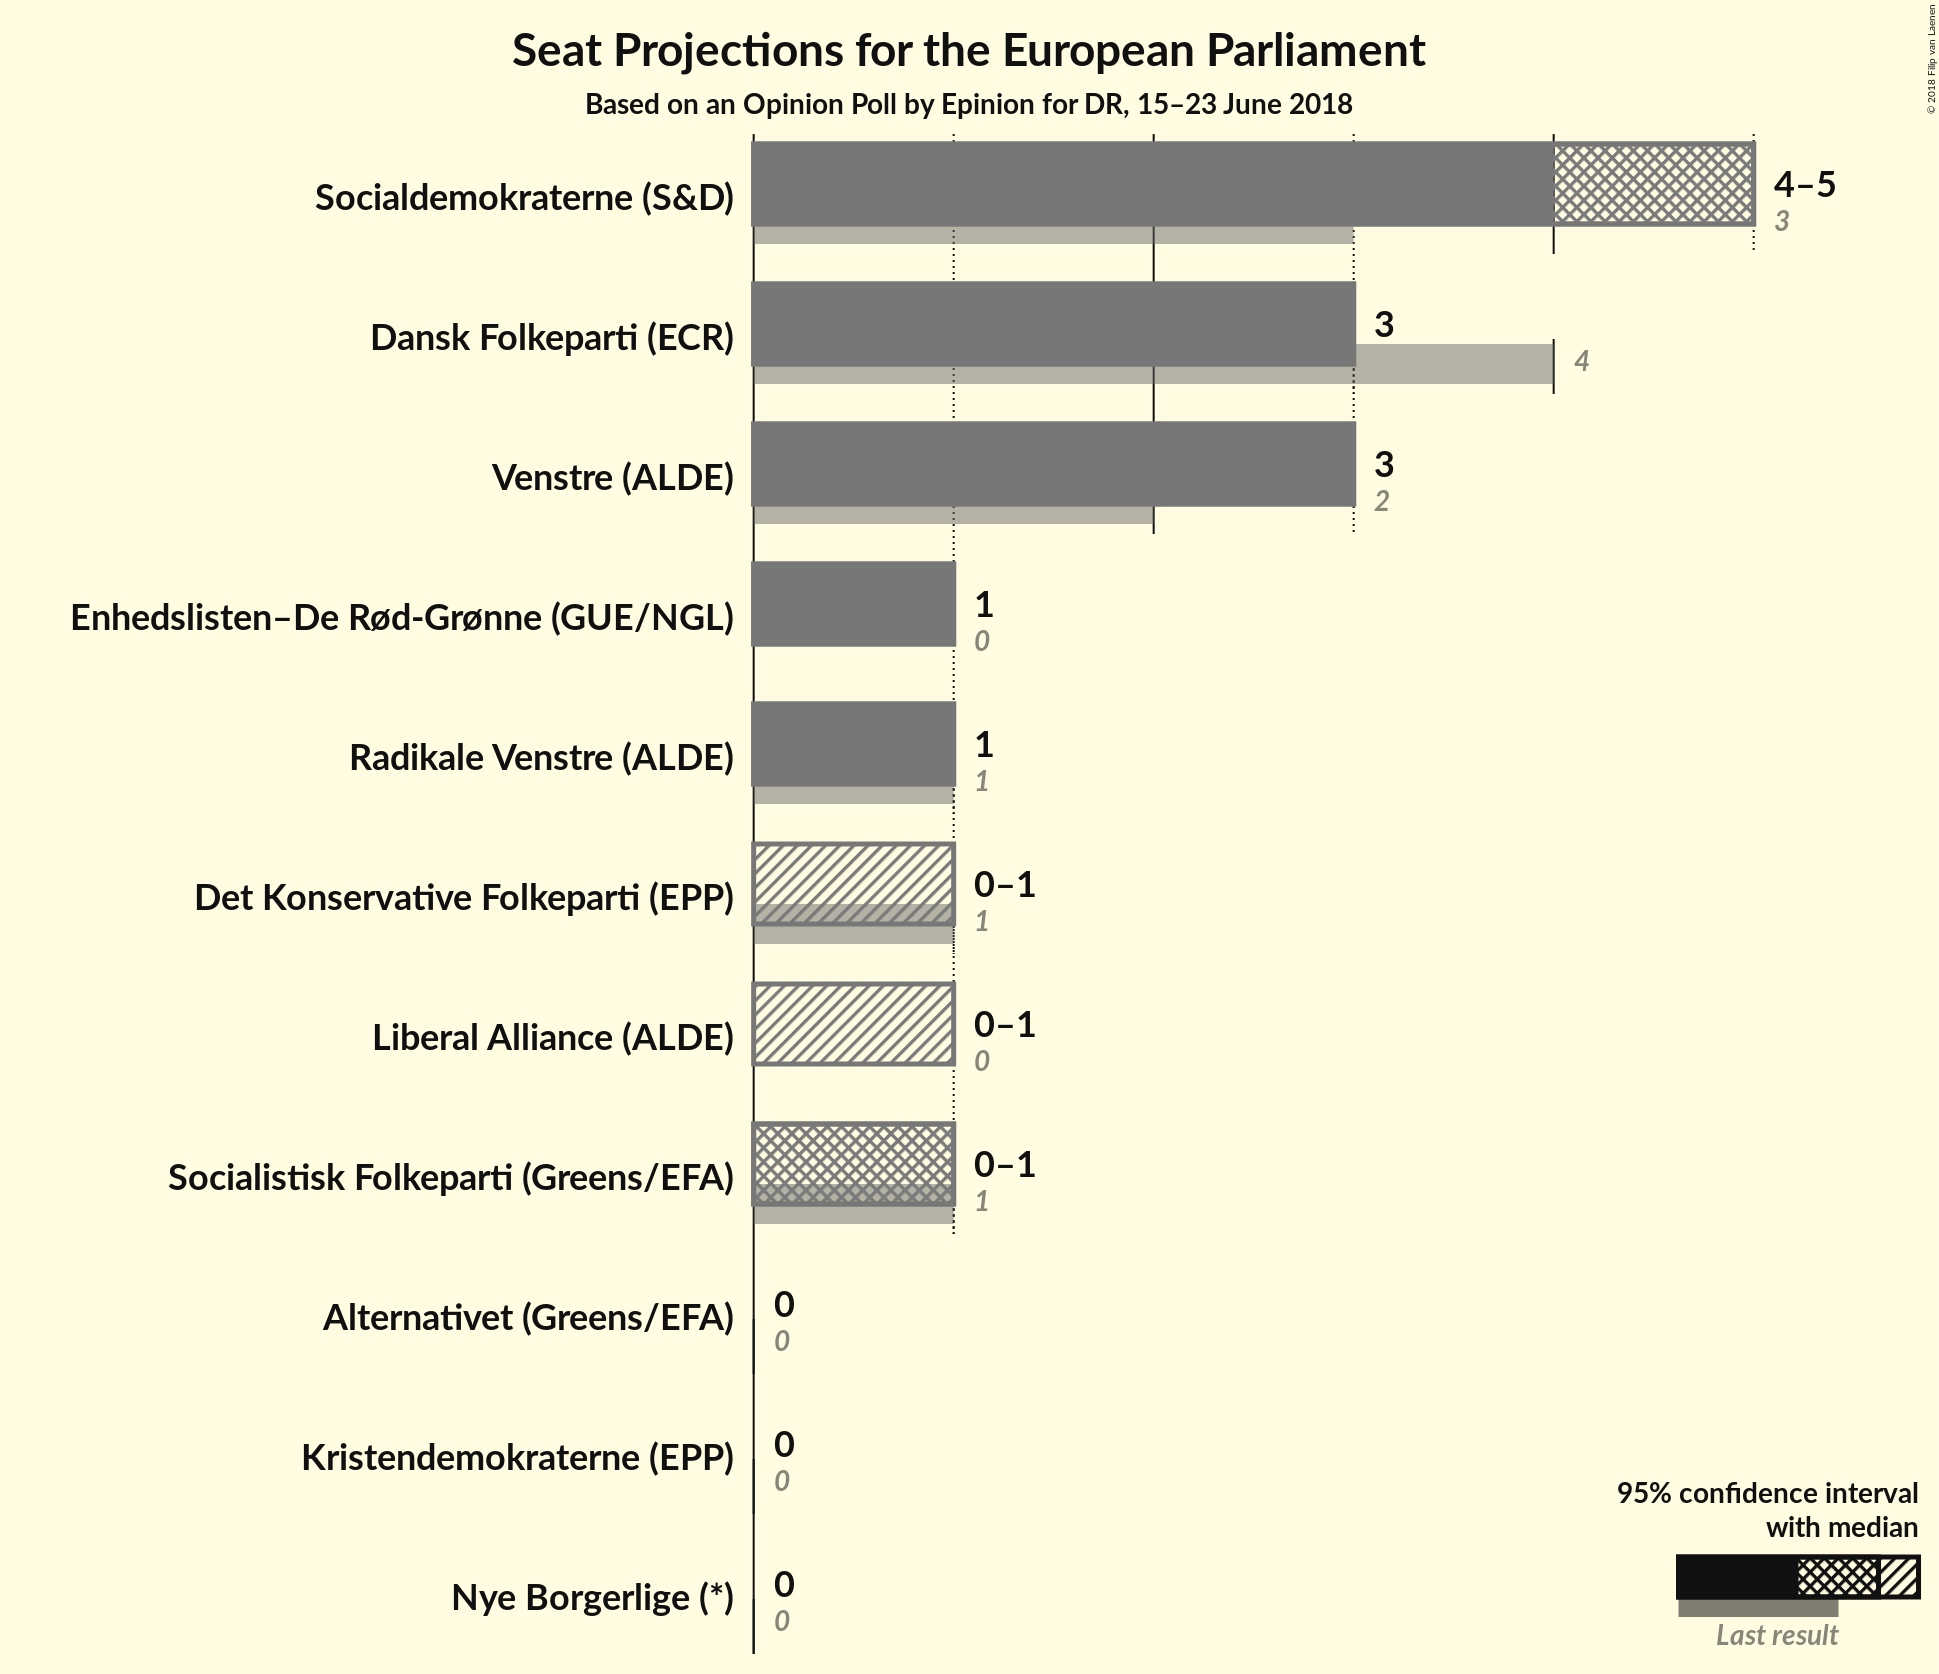 Seat Projections for the European Parliament
Based on an Opinion Poll by Epinion for DR, 15–23 June 2018
© 2018 Filip van Laenen
Socialdemokraterne (S&D)
4–5
3
Dansk Folkeparti (ECR)
3
4
Venstre (ALDE)
3
2
Enhedslisten–De Rød-Grønne (GUE/NGL)
1
0
Radikale Venstre (ALDE)
1
1
Det Konservative Folkeparti (EPP)
0–1
1
Liberal Alliance (ALDE)
0–1
0
Socialistisk Folkeparti (Greens/EFA)
0–1
1
Alternativet (Greens/EFA)
0
0
Kristendemokraterne (EPP)
0
0
Nye Borgerlige (*)
0
0
95% confidence interval
with median
Last result